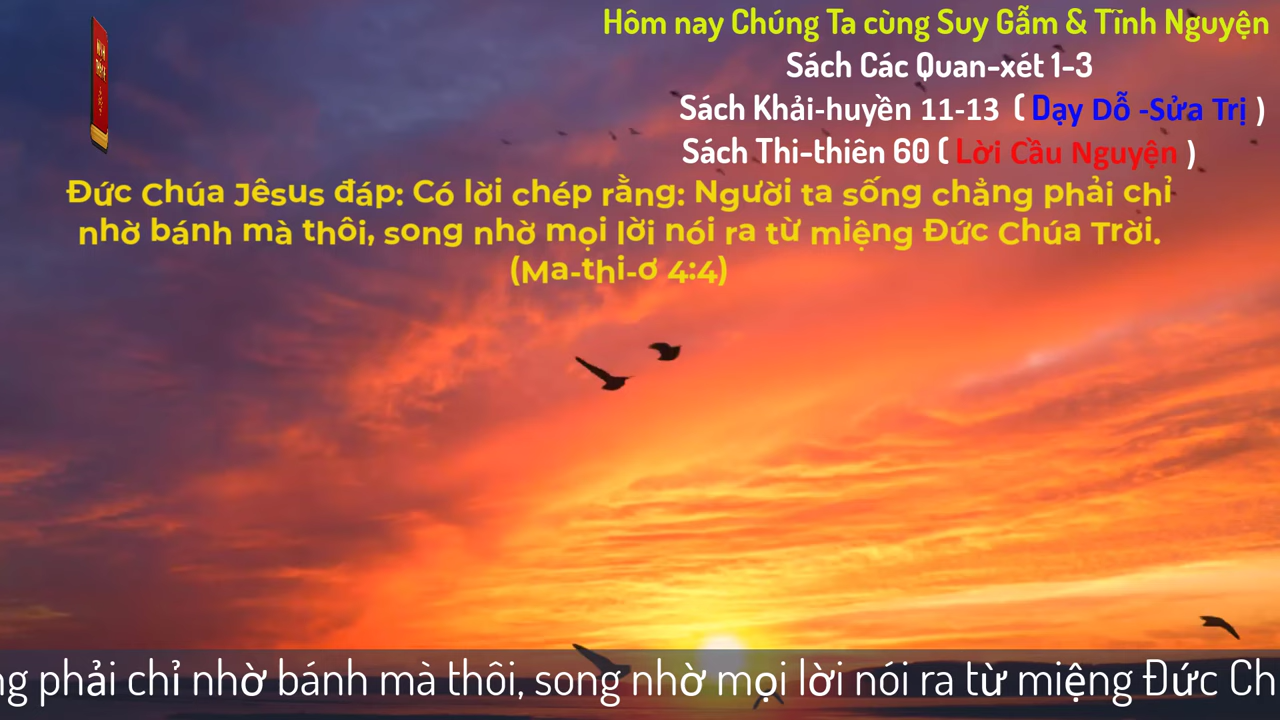 Hôm nay Chúng Ta cùng Suy Gẫm & Tĩnh Nguyện
Sách Các Quan-xét 1-3
Sách Khải-huyền 11-13 ( Dạy Dỗ -Sửa Trị )
Sách Thi-thiên 60 ( Lời Cầu Nguyện )
Đức Chúa Jêsus đáp: Có lời chép rằng: Người ta sống chẳng phải chỉ
nhờ bánh mà thôi, song nhờ mọi lời nói ra từ miệng Đức Chúa Trời.
(Ma-thi-ơ 4:4)
ng phải chỉ nhờ bánh mà thôi, song nhờ mọi lời nói ra từ miệng Đức Ch